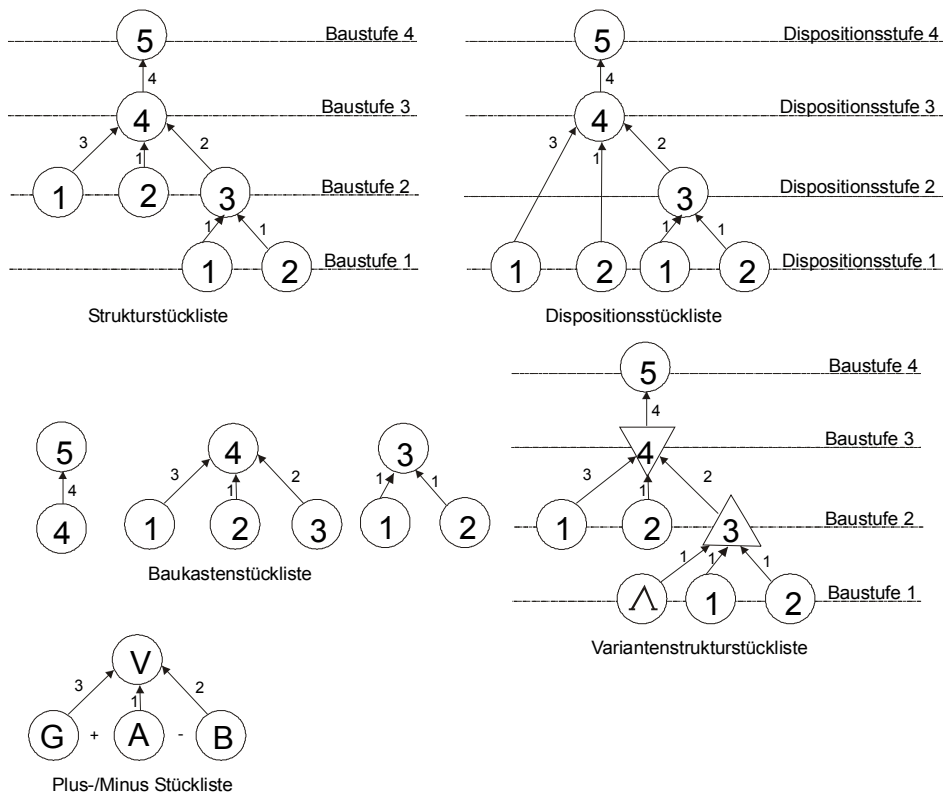 5 Baustufe 4
4
4 Baustufe 3
3 1 2
1 2 3 Baustufe 2
1 1
1 2 Baustufe 1
Strukturstückliste
5 Dispositionsstufe 4
4
4 Dispositionsstufe 3
3 1 2
3 Dispositionsstufe 2
1 1
1 2 1 2 Dispositionsstufe 1
Dispositionsstückliste
5
4
4
4
3 1 2
1 2 3
3
1 1
1 2
Baukastenstückliste
5 Baustufe 4
4
4 Baustufe 3
3 1 2
1 2 3 Baustufe 2
1 1 1
Λ 1 2 Baustufe 1
Variantenstrukturstückliste
V
3 1 2
G + A - B
Plus-/Minus Stückliste